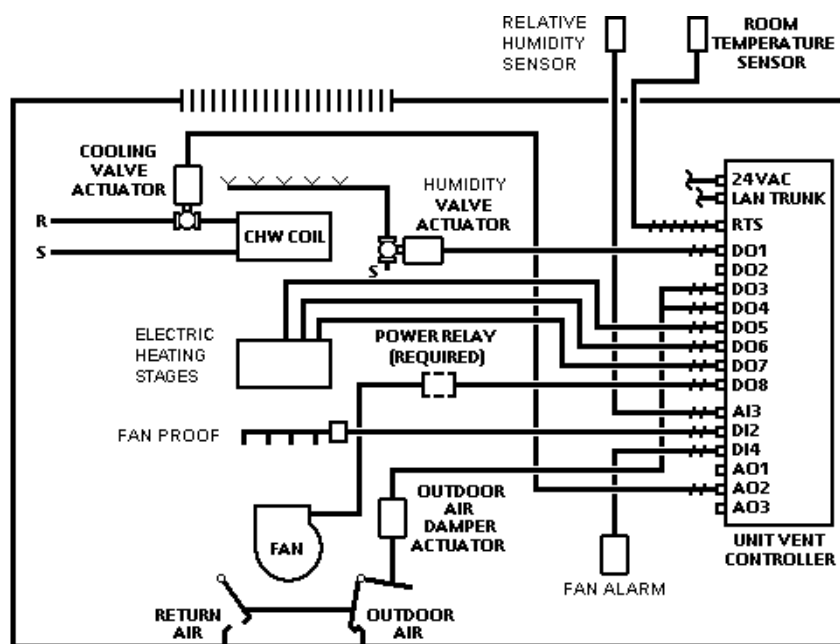 RELATIVE
HUMIDITY
SENSOR
ROOM
TEMPERATURE
SENSOR
COOLING
VALVE
ACTUATOR
HUMIDITY
VALVE
ACTUATOR
R
S
CHW COIL
S
ELECTRIC
HEATING
STAGES
POWER RELAY
(REQUIRED)
FAN PROOF
FAN
OUTDOOR
AIR
DAMPER
ACTUATOR
RETURN
AIR
OUTDOOR
AIR
FAN ALARM
24VAC
LAN TRUNK
RTS
DO1
DO2
DO3
DO4
DO5
DO6
DO7
DO8
AI3
DI2
DI4
AO1
AO2
AO3
UNIT VENT
CONTROLLER